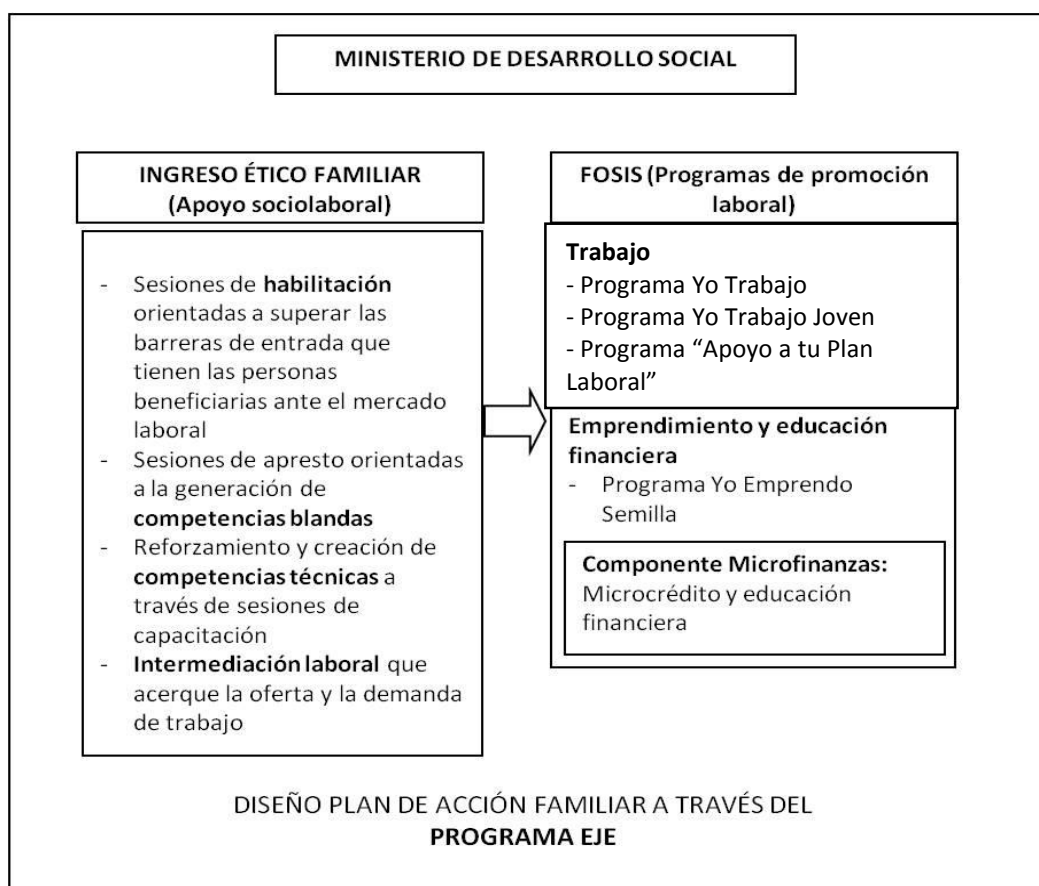 MINISTERIO DE DESARROLLO SOCIAL
INGRESO ÉTICO FAMILIAR
(Apoyo sociolaboral)
- Sesiones de habilitación
orientadas a superar las
barreras de entrada que
tienen las personas
beneficiarias ante el mercado
laboral
- Sesiones de apresto orientadas
a la generación de
competencias blandas
- Reforzamiento y creación de
competencias técnicas a
través de sesiones de
capacitación
- Intermediación laboral que
acerque la oferta y la demanda
de trabajo
FOSIS (Programas de promoción
laboral)
Trabajo
- Programa Yo Trabajo
- Programa Yo Trabajo Joven
- Programa “Apoyo a tu Plan
Laboral”
Emprendimiento y educación
financiera
- Programa Yo Emprendo
Semilla
Componente Microfinanzas:
Microcrédito y educación
financiera
DISEÑO PLAN DE ACCIÓN FAMILIAR A TRAVÉS DEL
PROGRAMA EJE